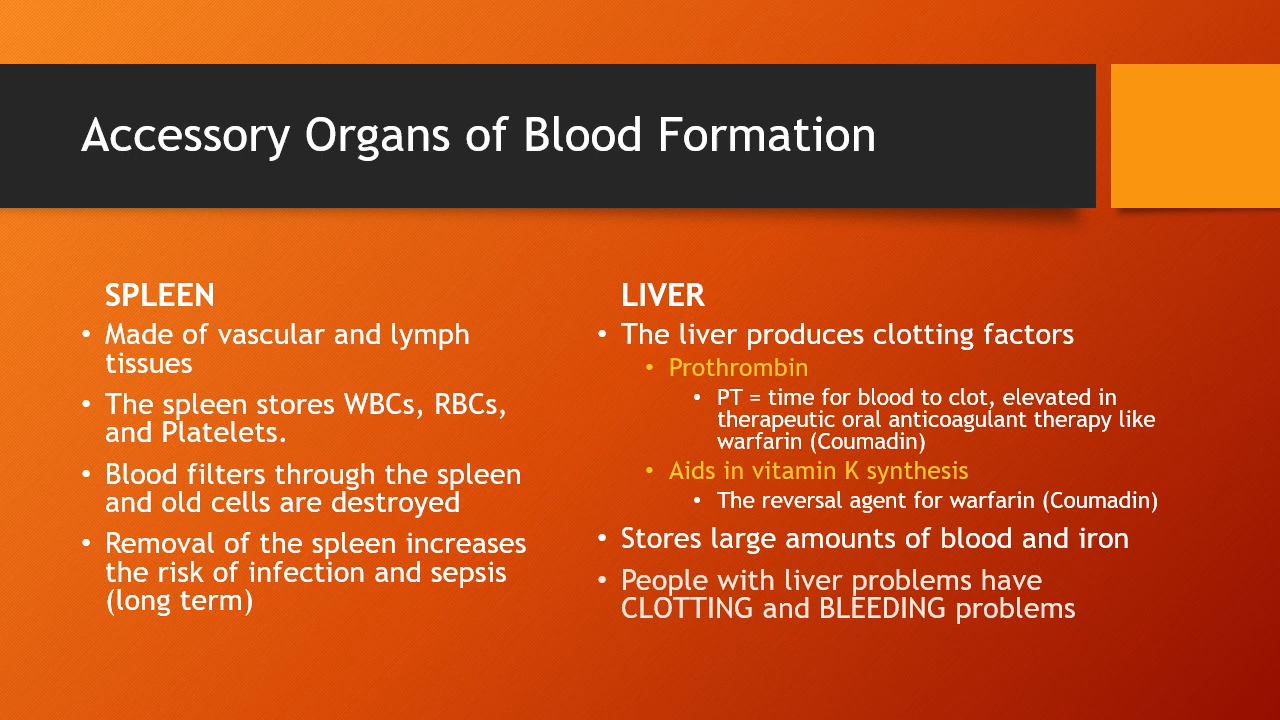 Accessory Organs of Blood Formation
SPLEEN
• Made of vascular and lymph
tissues
• The spleen stores WBCs, RBCs,
and Platelets.
• Blood filters through the spleen
and old cells are destroyed
• Removal of the spleen increases
the risk of infection and sepsis
(long term)
LIVER
• The liver produces clotting factors
• Prothrombin
• PT = time for blood to clot, elevated in
therapeutic oral anticoagulant therapy like
warfarin (Coumadin)
• Aids in vitamin K synthesis
• The reversal agent for warfarin (Coumadin)
• Stores large amounts of blood and iron
• People with liver problems have
CLOTTING and BLEEDING problems